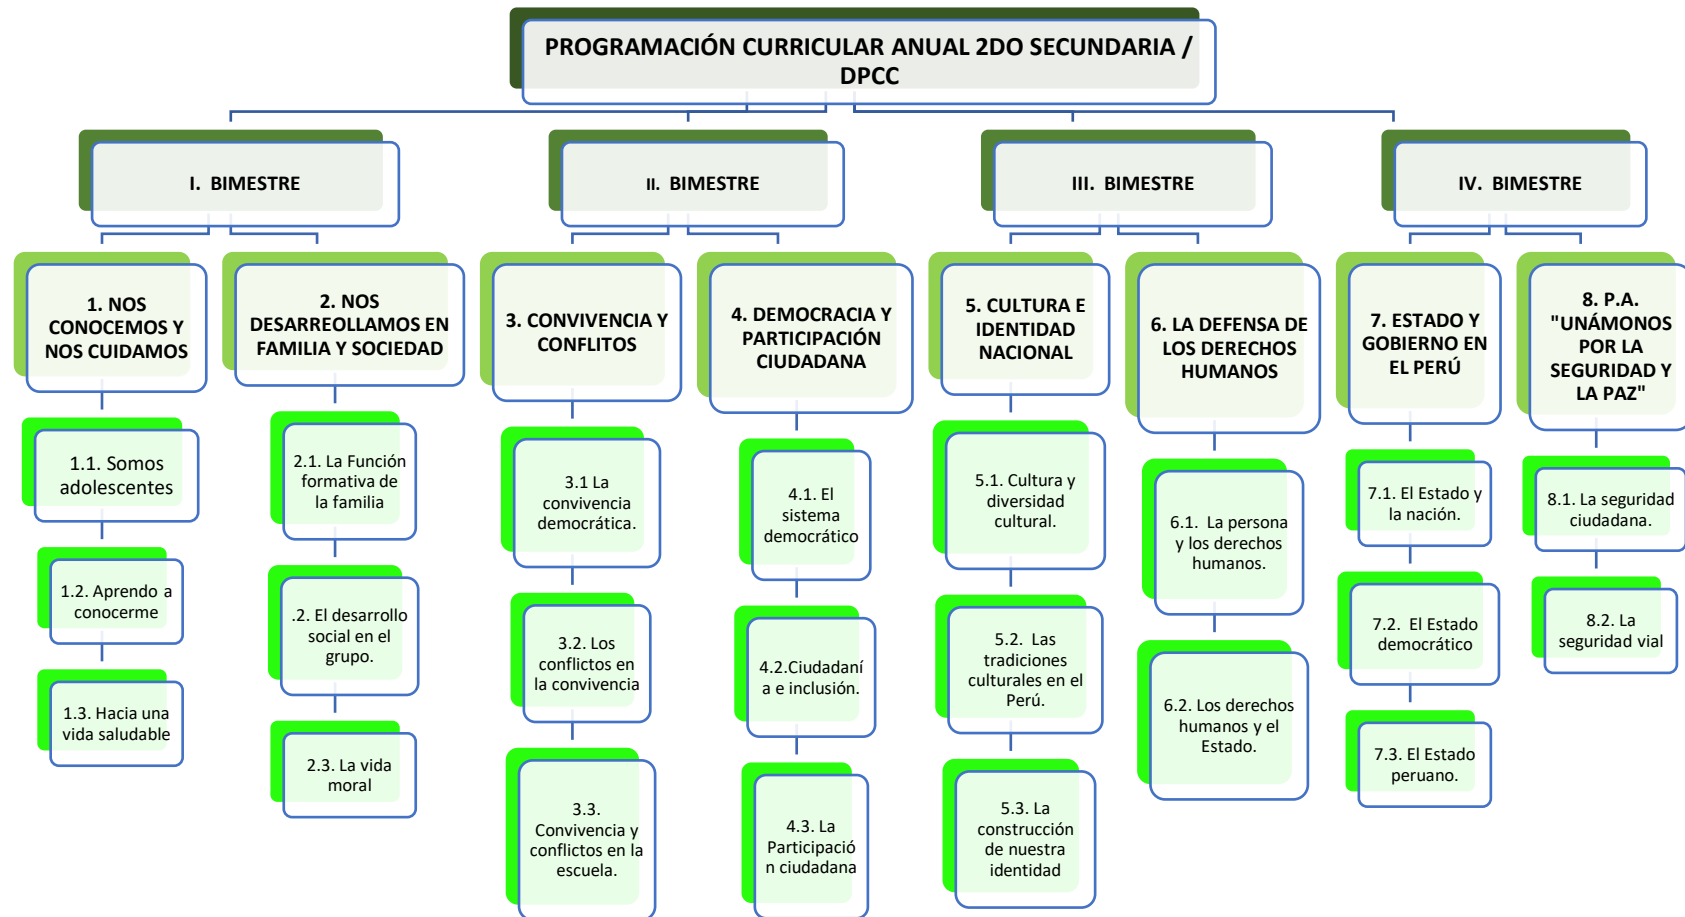 PROGRAMACIÓN CURRICULAR ANUAL 2DO SECUNDARIA /
DPCC
I. BIMESTRE
1. NOS
CONOCEMOS Y
NOS CUIDAMOS
1.1. Somos
adolescentes
1.2. Aprendo a
conocerme
1.3. Hacia una
vida saludable
2. NOS
DESARREOLLAMOS EN
FAMILIA Y SOCIEDAD
2.1. La Función
formativa de
la familia
.2. El desarrollo
social en el
grupo.
2.3. La vida
moral
II. BIMESTRE
3. CONVIVENCIA Y
CONFLITOS
3.1 La
convivencia
democrática.
3.2. Los
conflictos en
la convivencia
3.3.
Convivencia y
conflictos en la
escuela.
4. DEMOCRACIA Y
PARTICIPACIÓN
CIUDADANA
4.1. El
sistema
democrático
4.2.Ciudadaní
a e inclusión.
4.3. La
Participació
n ciudadana
III. BIMESTRE
5. CULTURA E
IDENTIDAD
NACIONAL
5.1. Cultura y
diversidad
cultural.
5.2. Las
tradiciones
culturales en el
Perú.
5.3. La
construcción
de nuestra
identidad
6. LA DEFENSA DE
LOS DERECHOS
HUMANOS
6.1. La persona
y los derechos
humanos.
6.2. Los derechos
humanos y el
Estado.
IV. BIMESTRE
7. ESTADO Y
GOBIERNO EN
EL PERÚ
7.1. El Estado y
la nación.
7.2. El Estado
democrático
7.3. El Estado
peruano.
8. P.A.
"UNÁMONOS
POR LA
SEGURIDAD Y
LA PAZ"
8.1. La seguridad
ciudadana.
8.2. La
seguridad vial